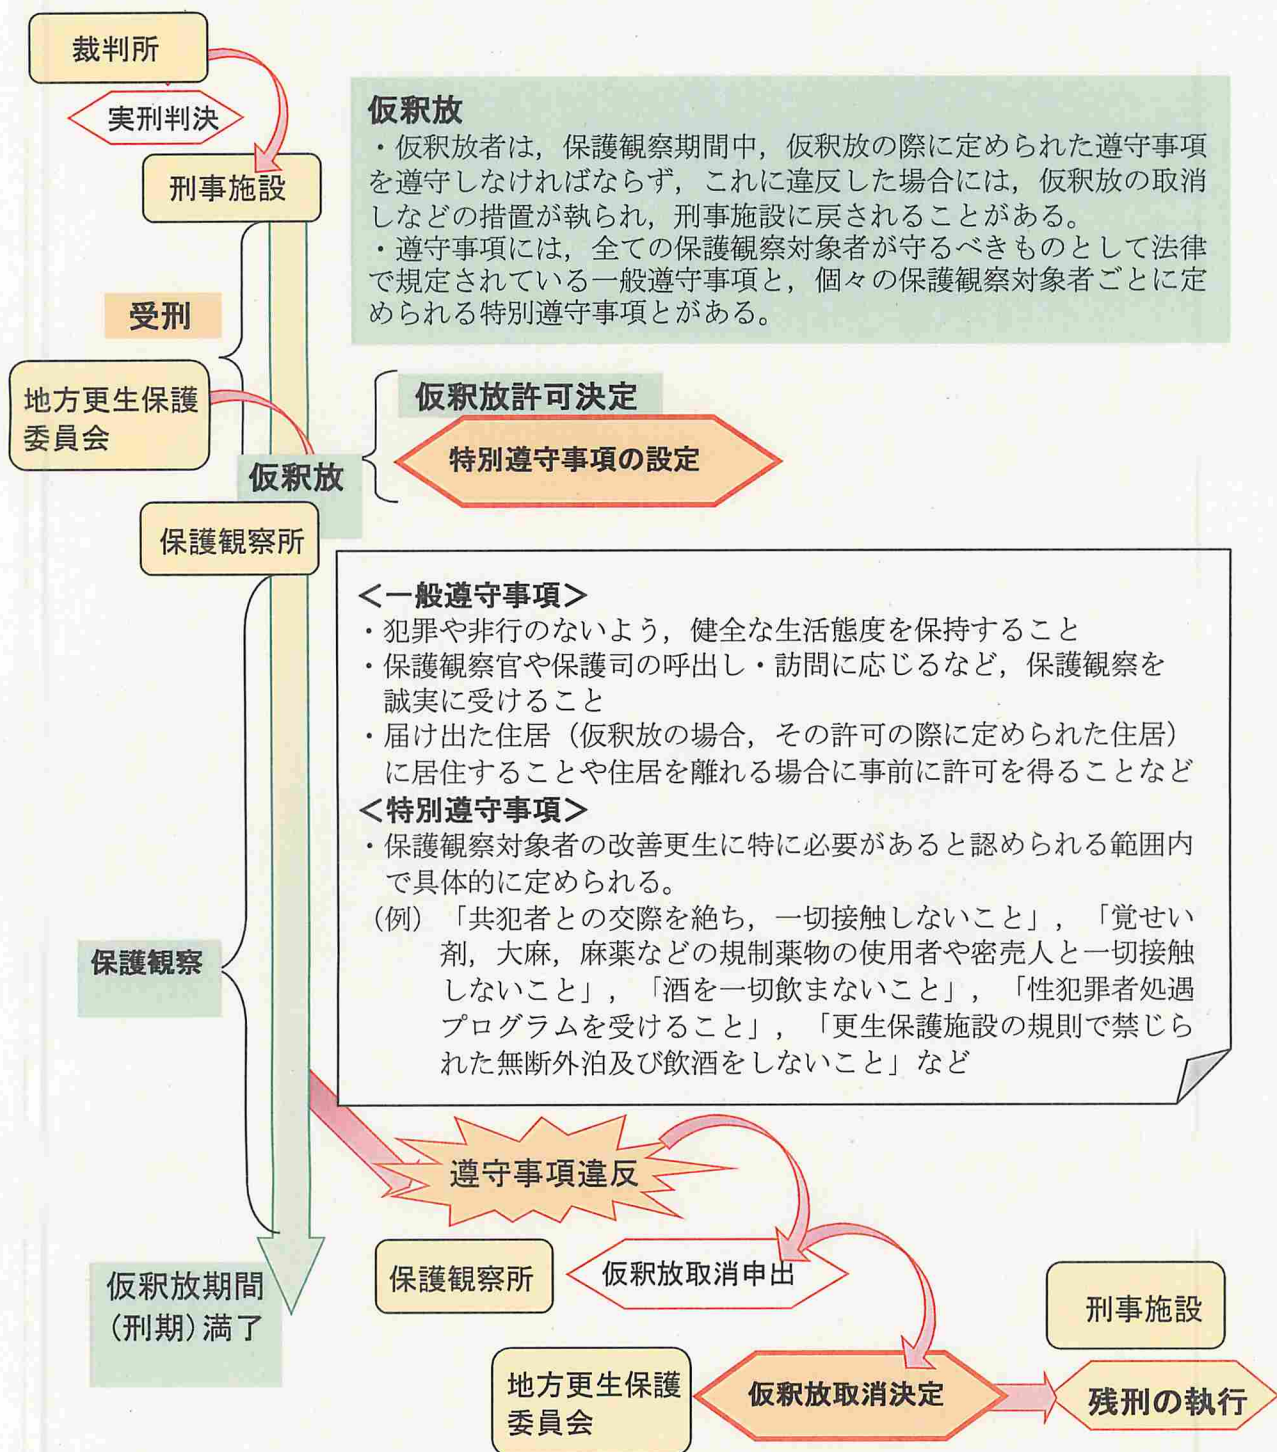 裁判所
実刑判決
刑事施設
仮釈放
・仮釈放者は，保護観察期間中，仮釈放の際に定められた遵守事項
を遵守しなければならず，これに違反した場合には，仮釈放の取消
しなどの措置が執られ，刑事施設に戻されることがある。
・遵守事項には，全ての保護観察対象者が守るべきものとして法律
で規定されている一般遵守事項と，個々の保護観察対象者ごとに定
められる特別遵守事項とがある。
受刑
地方更生保護
委員会
仮釈放許可決定
特別遵守事項の設定
仮釈放
保護観察所
＜一般遵守事項＞
・犯罪や非行のないよう，健全な生活態度を保持すること
・保護観察官や保護司の呼出し・訪問に応じるなど，保護観察を
誠実に受けること
・届け出た住居（仮釈放の場合，その許可の際に定められた住居）
に居住することや住居を離れる場合に事前に許可を得ることなど
＜特別遵守事項＞
・保護観察対象者の改善更生に特に必要があると認められる範囲内
で具体的に定められる。
（例）「共犯者との交際を絶ち，一切接触しないこと」，「覚せい
剤，大麻，麻薬などの規制薬物の使用者や密売人と一切接触
しないこと」，「酒を一切飲まないこと」，「性犯罪者処遇
プログラムを受けること」，「更生保護施設の規則で禁じら
れた無断外泊及び飲酒をしないこと」など
保護観察
遵守事項違反
保護観察所
仮釈放取消申出
仮釈放期間
（刑期）満了
刑事施設
地方更生保護
委員会
仮釈放取消決定
残刑の執行